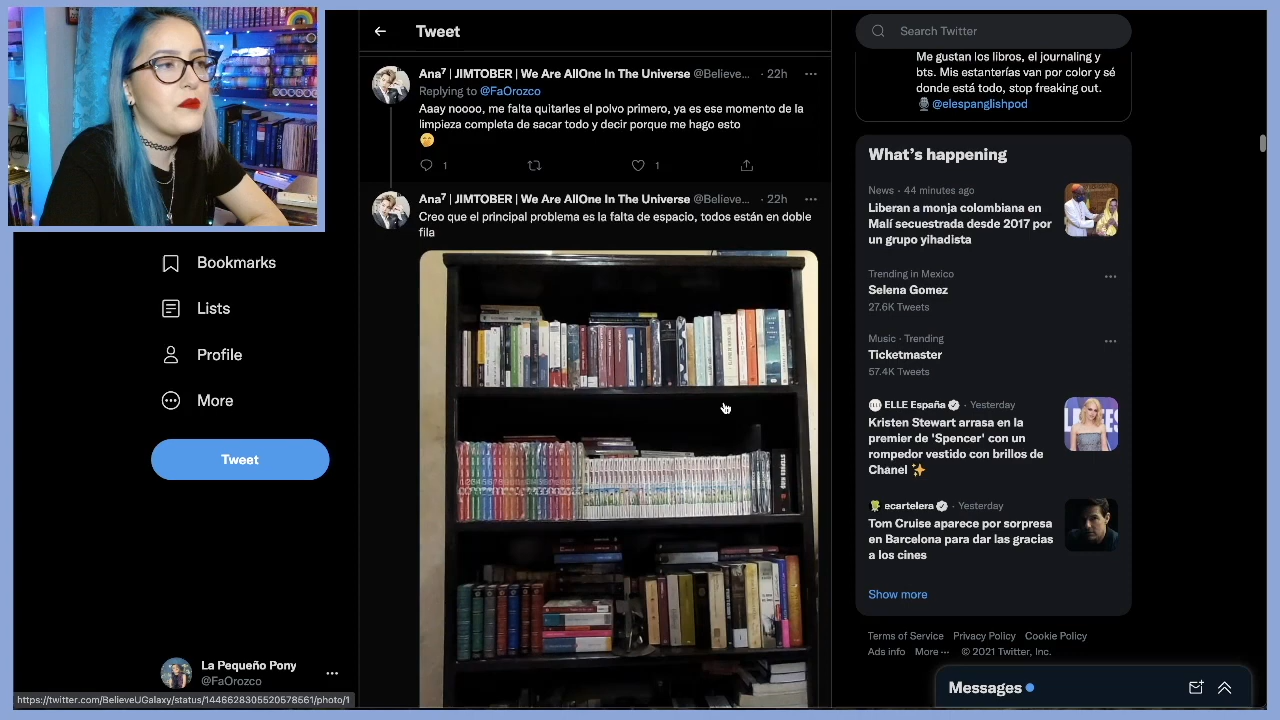 Tweet
Search Twitter
Ana⁷ | JIMTOBER | We Are AllOne In The Universe @Believe... · 22h
Replying to @FaOrozco
Aaay noooo, me falta quitarles el polvo primero, ya es ese momento de la
limpieza completa de sacar todo y decir porque me hago esto
1
1
Ana⁷ | JIMTOBER | We Are AllOne In The Universe @Believe... · 22h
Creo que el principal problema es la falta de espacio, todos están en doble
fila
STEPHEN KING
Bookmarks
Lists
Profile
More
Tweet
La Pequeño Pony
@FaOrozco
https://twitter.com/BelieveUGalaxy/status/1446628305520578561/photo/1
Me gustan los libros, el journaling y
bts. Mis estanterías van por color y sé
donde está todo, stop freaking out.
@elespanglishpod
What's happening
News · 44 minutes ago
Liberan a monja colombiana en
Malí secuestrada desde 2017 por
un grupo yihadista
Trending in Mexico
Selena Gomez
27.6K Tweets
Music · Trending
Ticketmaster
57.4K Tweets
ELLE España · Yesterday
Kristen Stewart arrasa en la
premier de 'Spencer' con un
rompedor vestido con brillos de
Chanel ✨
ecartelera · Yesterday
Tom Cruise aparece por sorpresa
en Barcelona para dar las gracias
a los cines
Show more
Terms of Service Privacy Policy Cookie Policy
Ads info More ··· © 2021 Twitter, Inc.
Messages